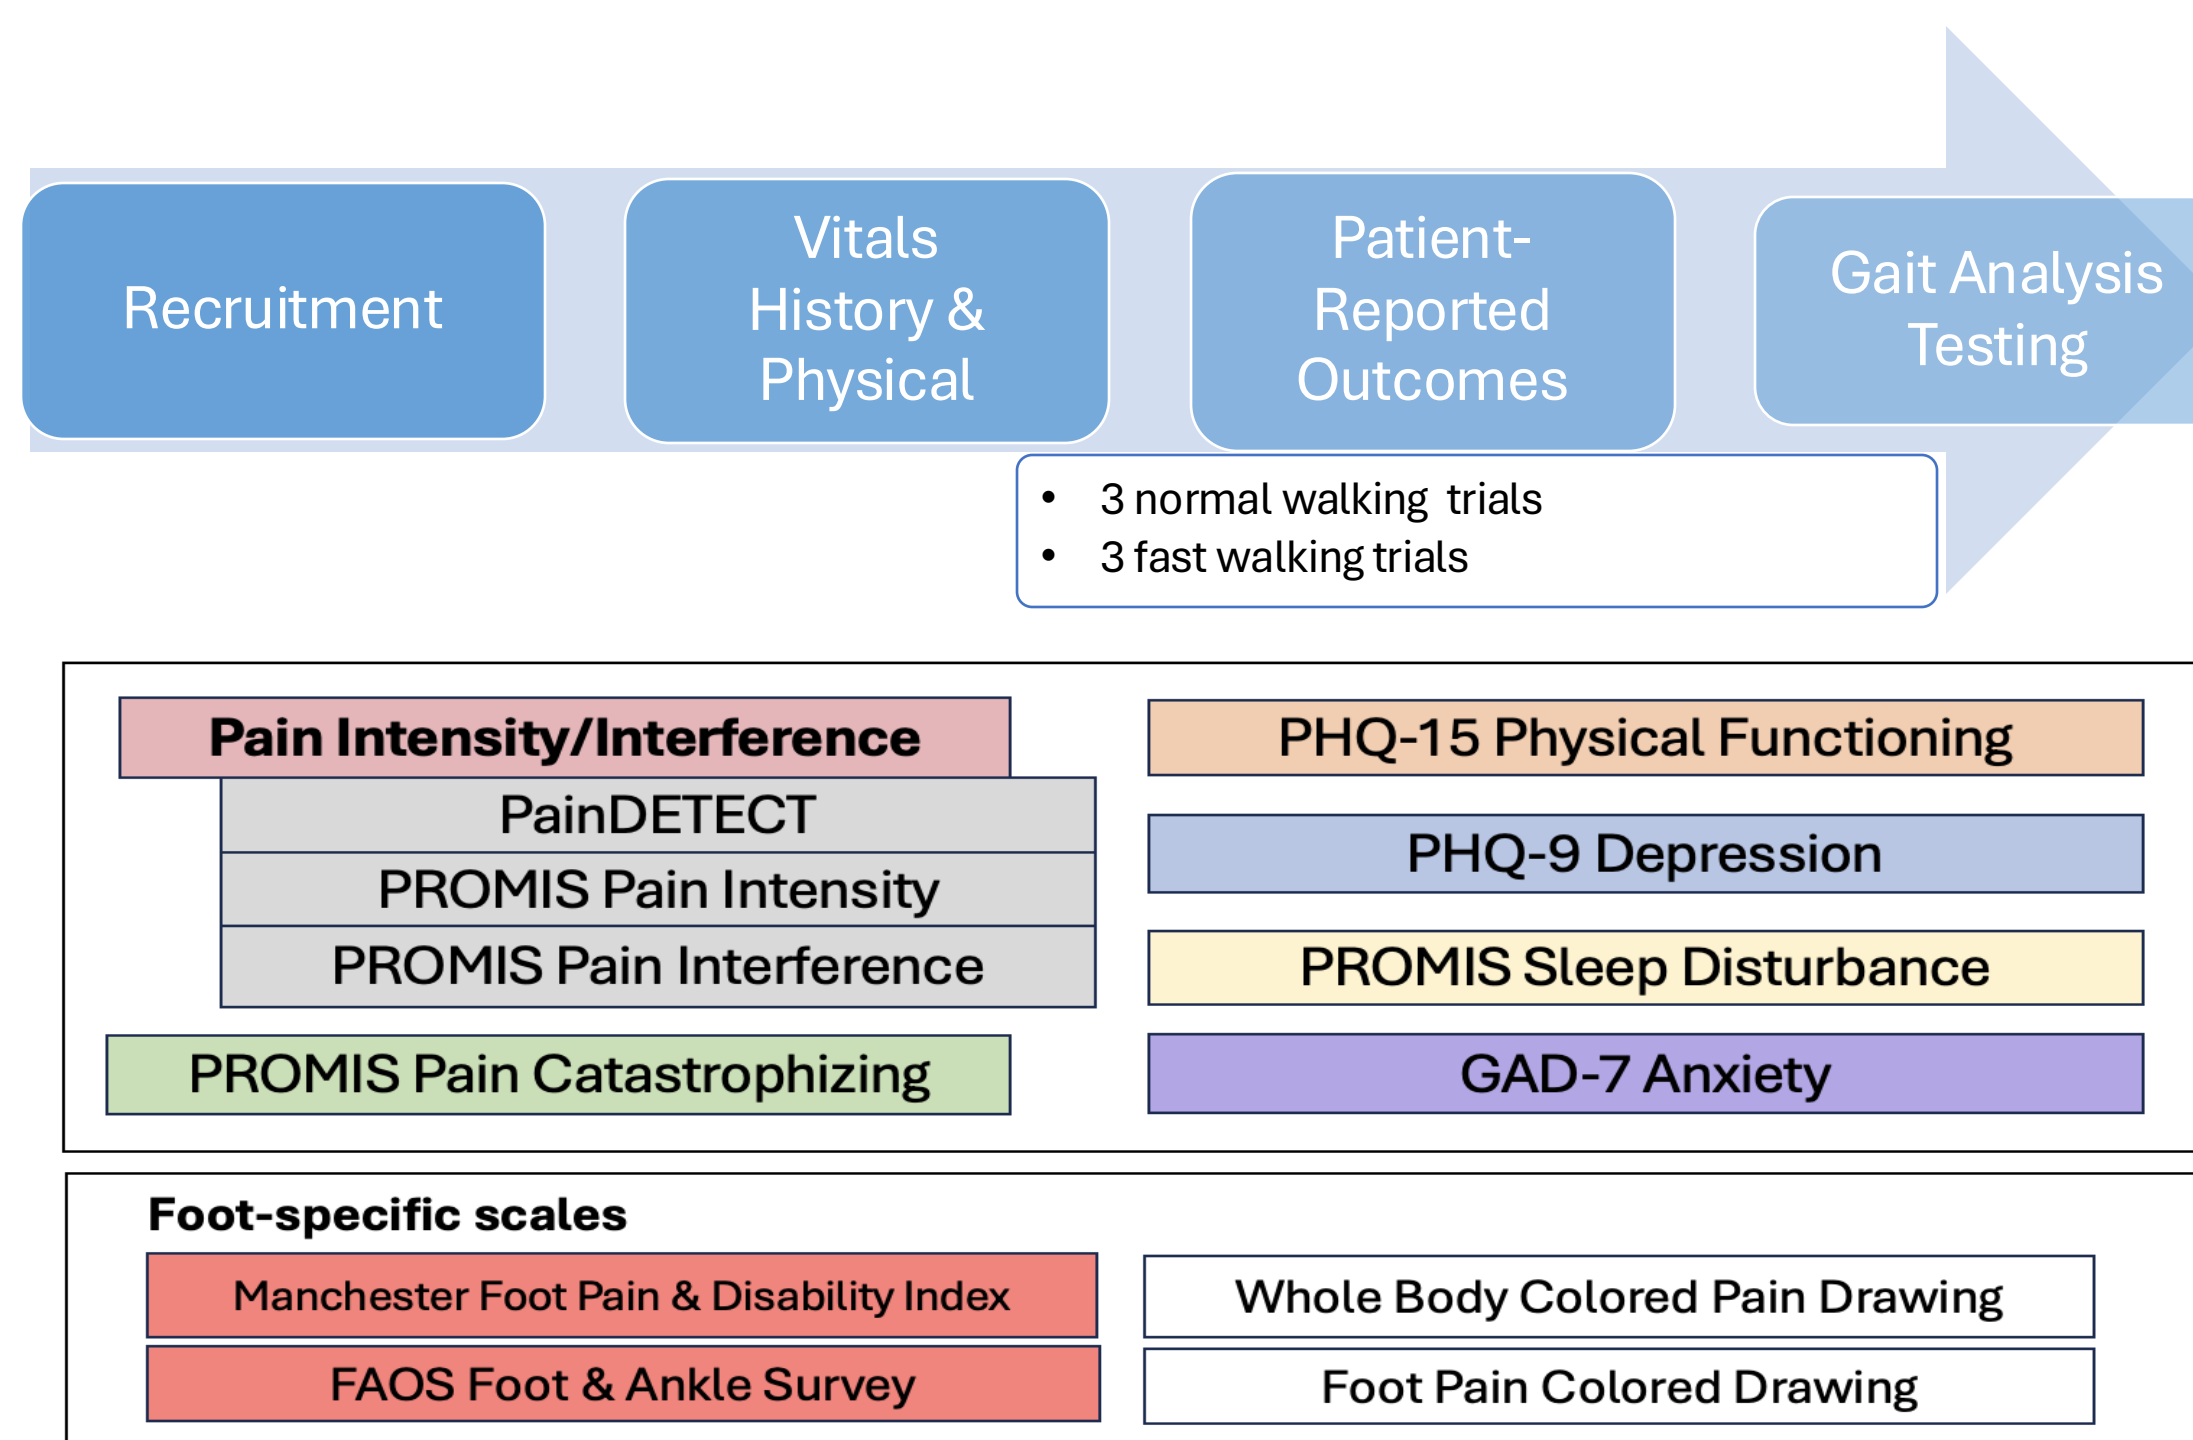 Recruitment
Vitals
History &
Physical
Patient-
Reported
Outcomes
Gait Analysis
Testing
• 3 normal walking trials
• 3 fast walking trials
Pain Intensity/Interference
PainDETECT
PROMIS Pain Intensity
PROMIS Pain Interference
PROMIS Pain Catastrophizing
PHQ-15 Physical Functioning
PHQ-9 Depression
PROMIS Sleep Disturbance
GAD-7 Anxiety
Foot-specific scales
Manchester Foot Pain & Disability Index
FAOS Foot & Ankle Survey
Whole Body Colored Pain Drawing
Foot Pain Colored Drawing